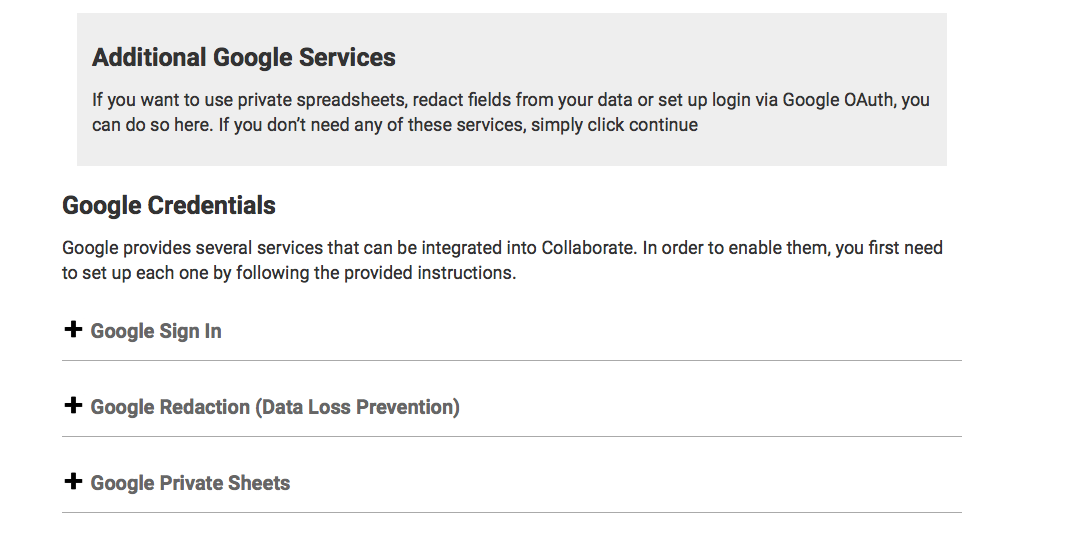 Additional Google Services
If you want to use private spreadsheets, redact fields from your data or set up login via Google OAuth, you
can do so here. If you don’t need any of these services, simply click continue
Google Credentials
Google provides several services that can be integrated into Collaborate. In order to enable them, you first need
to set up each one by following the provided instructions.
Google Sign In
Google Redaction (Data Loss Prevention)
Google Private Sheets